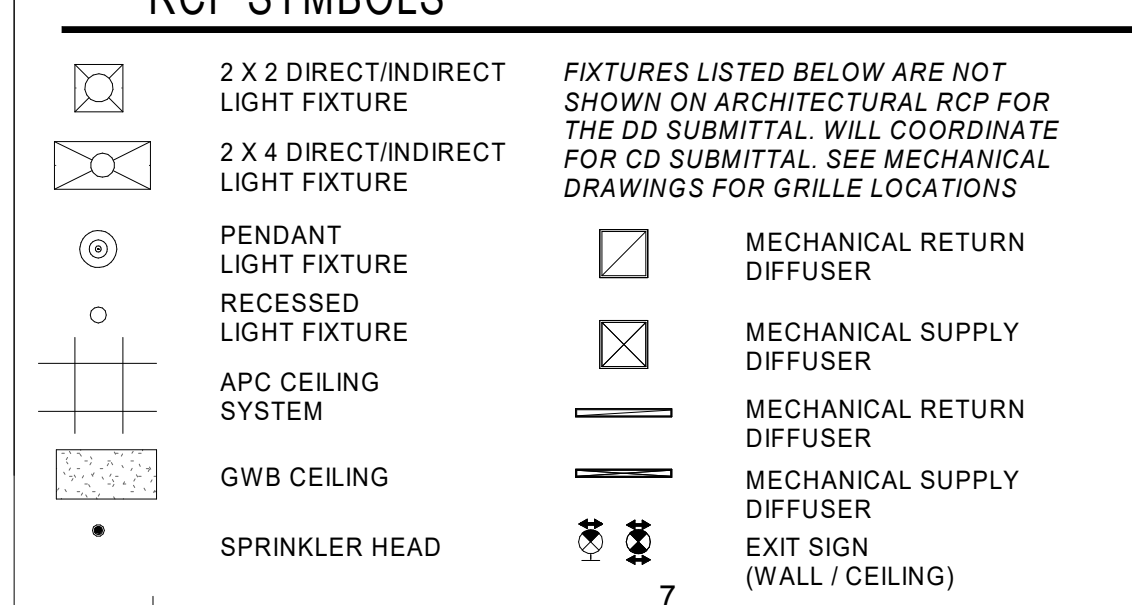 RCP SYMBOLS
2 X 2 DIRECT/INDIRECT
LIGHT FIXTURE
2 X 4 DIRECT/INDIRECT
LIGHT FIXTURE
PENDANT
LIGHT FIXTURE
RECESSED
LIGHT FIXTURE
APC CEILING
SYSTEM
GWB CEILING
SPRINKLER HEAD
FIXTURES LISTED BELOW ARE NOT
SHOWN ON ARCHITECTURAL RCP FOR
THE DD SUBMITTAL. WILL COORDINATE
FOR CD SUBMITTAL. SEE MECHANICAL
DRAWINGS FOR GRILLE LOCATIONS
MECHANICAL RETURN
DIFFUSER
MECHANICAL SUPPLY
DIFFUSER
MECHANICAL RETURN
DIFFUSER
MECHANICAL SUPPLY
DIFFUSER
EXIT SIGN
(WALL / CEILING)
7